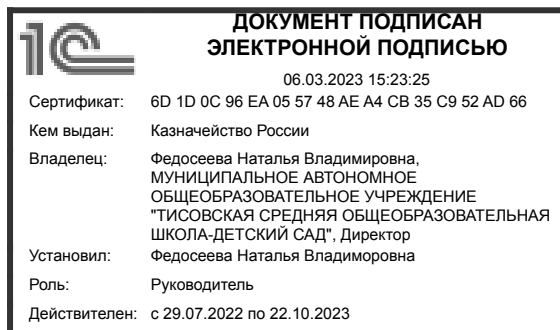 1С
ДОКУМЕНТ ПОДПИСАН
ЭЛЕКТРОННОЙ ПОДПИСЬЮ
06.03.2023 15:23:25
Сертификат: 6D 1D 0C 96 EA 05 57 48 AE A4 CB 35 C9 52 AD 66
Кем выдан: Казначейство России
Владелец: Федосеева Наталья Владимировна,
МУНИЦИПАЛЬНОЕ АВТОНОМНОЕ
ОБЩЕОБРАЗОВАТЕЛЬНОЕ УЧРЕЖДЕНИЕ
"ТИСОВСКАЯ СРЕДНЯЯ ОБЩЕОБРАЗОВАТЕЛЬНАЯ
ШКОЛА-ДЕТСКИЙ САД", Директор
Установил: Федосеева Наталья Владиморовна
Роль: Руководитель
Действителен: с 29.07.2022 по 22.10.2023